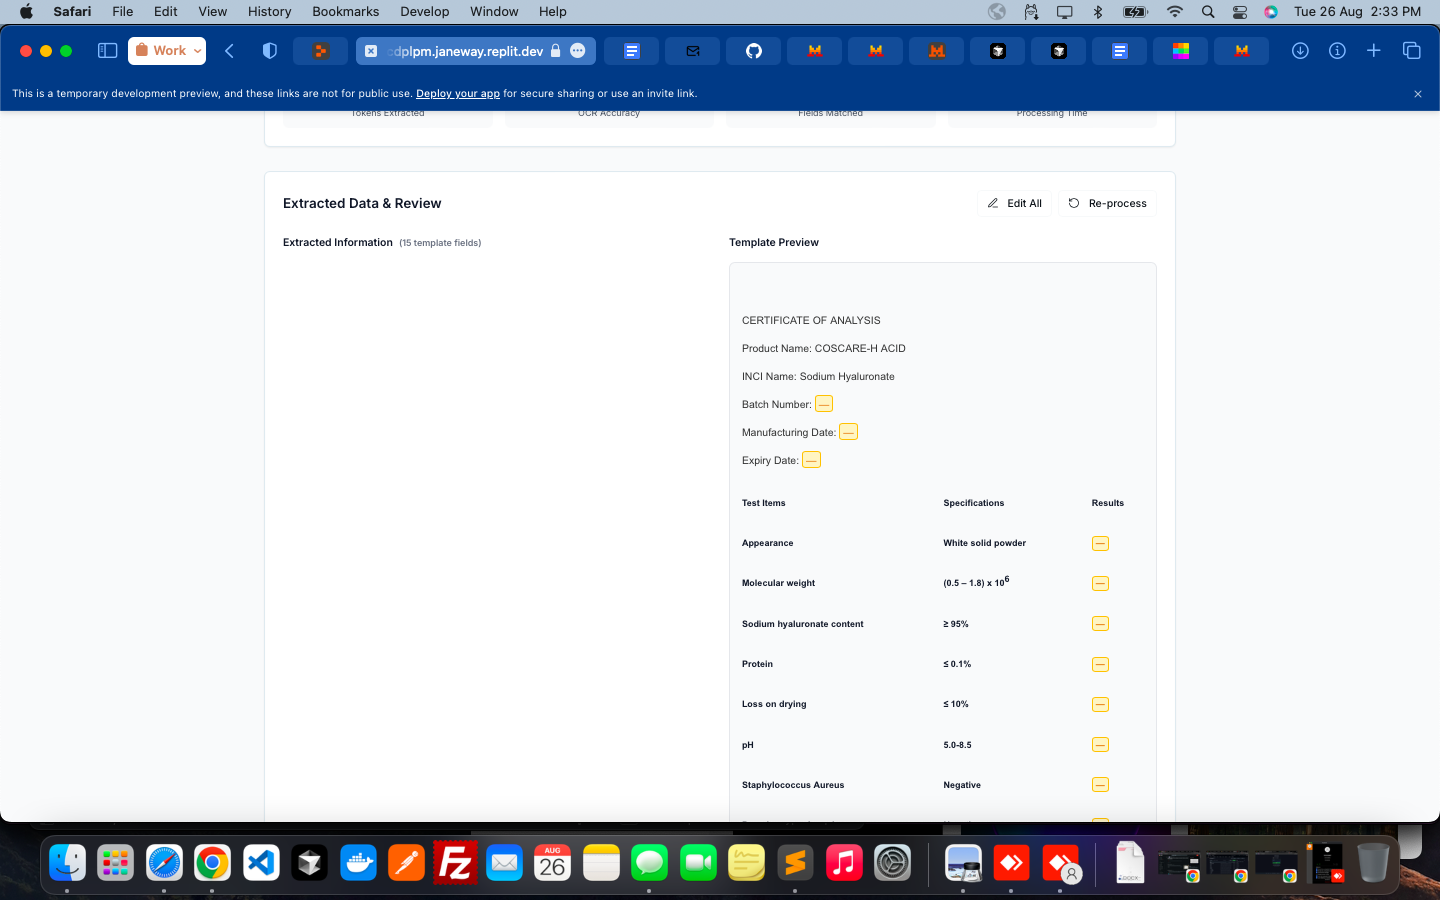 Safari File Edit View History Bookmarks Develop Window Help Tue 26 Aug 2:33 PM
Work cdplpm.janeway.replit.dev
This is a temporary development preview, and these links are not for public use. Deploy your app for secure sharing or use an invite link.
Tokens Extracted OCR Accuracy Fields Matched Processing Time
Extracted Data & Review Edit All Re-process
Extracted Information (15 template fields) Template Preview
CERTIFICATE OF ANALYSIS
Product Name: COSCARE-H ACID
INCI Name: Sodium Hyaluronate
Batch Number: —
Manufacturing Date: —
Expiry Date: —
Test Items Specifications Results
Appearance White solid powder —
Molecular weight (0.5 – 1.8) x 10⁶ —
Sodium hyaluronate content ≥ 95% —
Protein ≤ 0.1% —
Loss on drying ≤ 10% —
pH 5.0-8.5 —
Staphylococcus Aureus Negative —
Fz AUG 26 DOCX